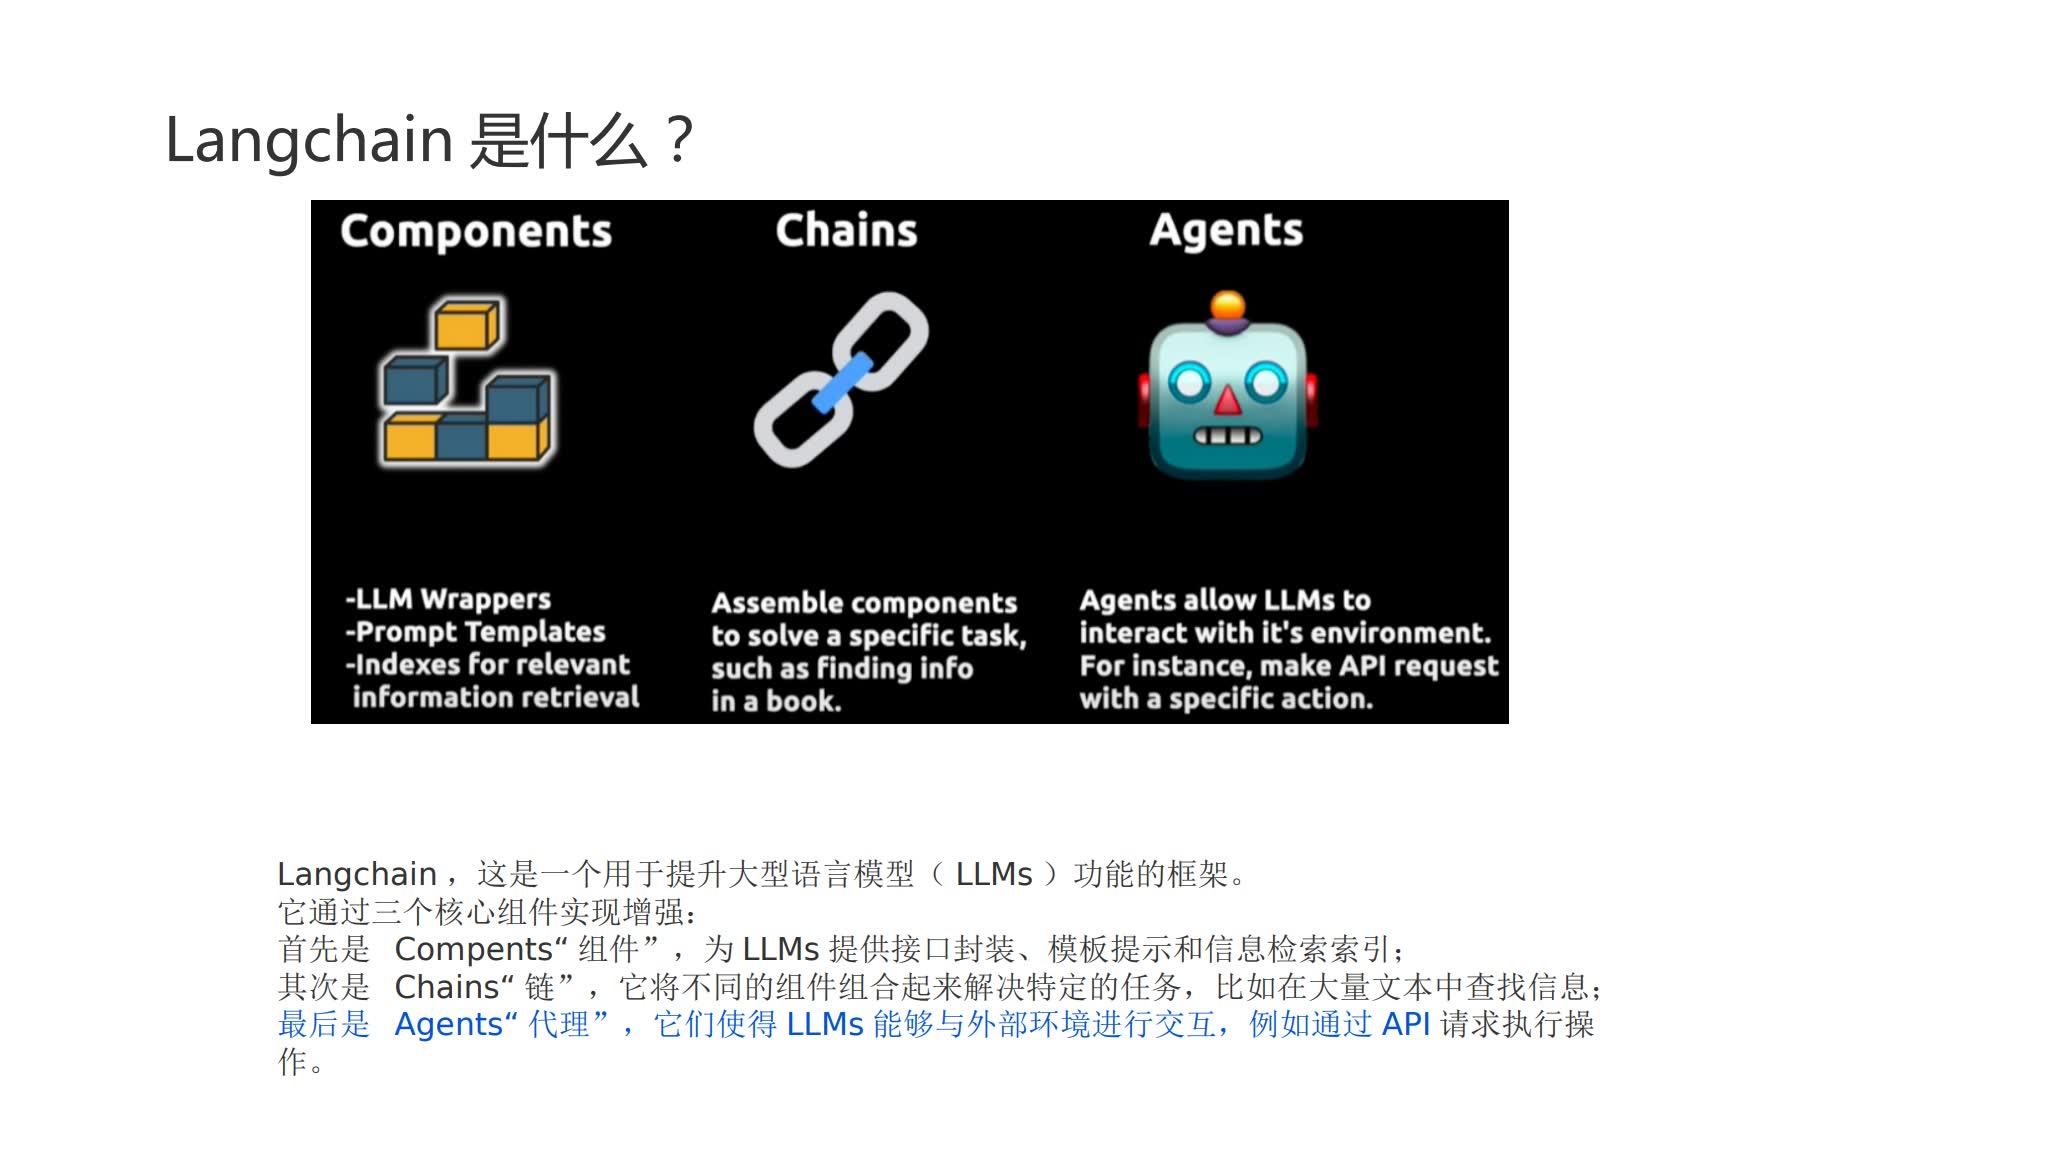 Langchain 是什么？
Components
Chains
Agents
-LLM Wrappers
-Prompt Templates
-Indexes for relevant
information retrieval
Assemble components
to solve a specific task,
such as finding info
in a book.
Agents allow LLMs to
interact with it's environment.
For instance, make API request
with a specific action.
Langchain ，这是一个用于提升大型语言模型（ LLMs ）功能的框架。
它通过三个核心组件实现增强：
首先是 Compents“ 组件” ，为 LLMs 提供接口封装、模板提示和信息检索索引；
其次是 Chains“ 链” ，它将不同的组件组合起来解决特定的任务，比如在大量文本中查找信息；
最后是 Agents“ 代理” ，它们使得 LLMs 能够与外部环境进行交互，例如通过 API 请求执行操
作。